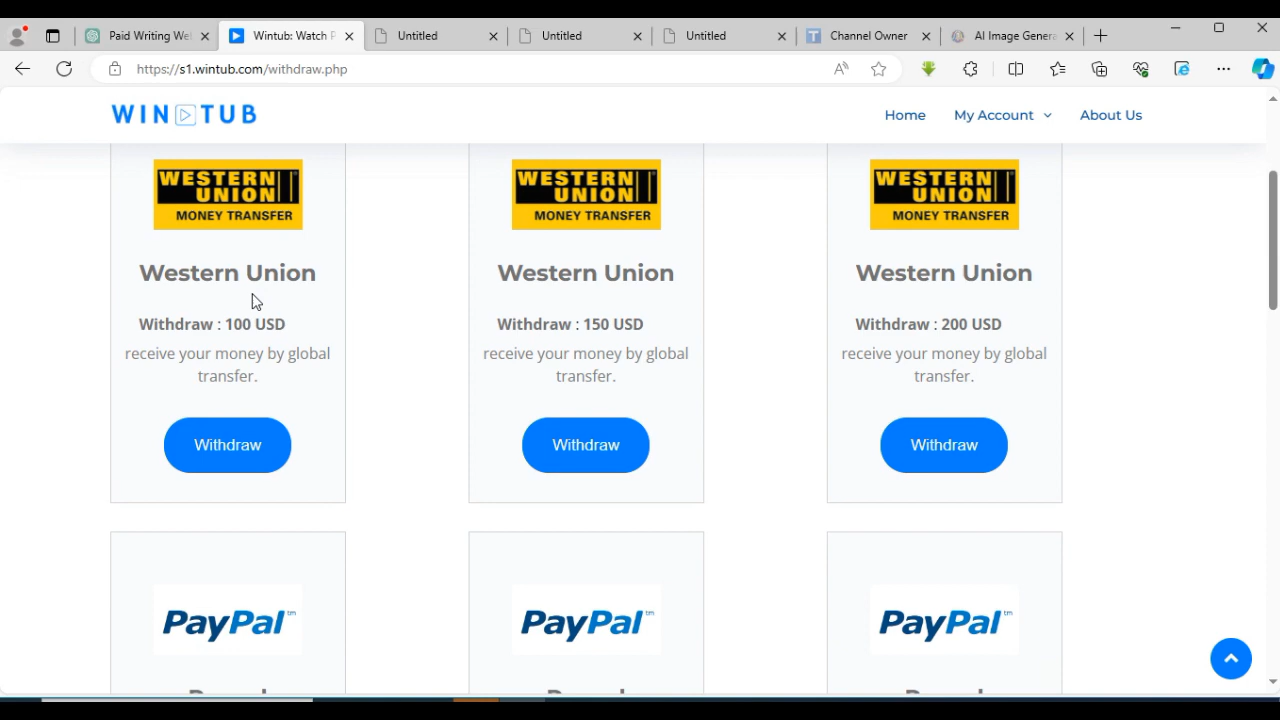 Paid Writing We
Wintub: Watch P
Untitled
Untitled
Untitled
Channel Owner
AI Image Genera
https://s1.wintub.com/withdraw.php
WIN TUB
Home
My Account
About Us
WESTERN UNION MONEY TRANSFER
WESTERN UNION MONEY TRANSFER
WESTERN UNION MONEY TRANSFER
Western Union
Western Union
Western Union
Withdraw : 100 USD
Withdraw : 150 USD
Withdraw : 200 USD
receive your money by global
transfer.
receive your money by global
transfer.
receive your money by global
transfer.
Withdraw
Withdraw
Withdraw
PayPal™
PayPal™
PayPal™